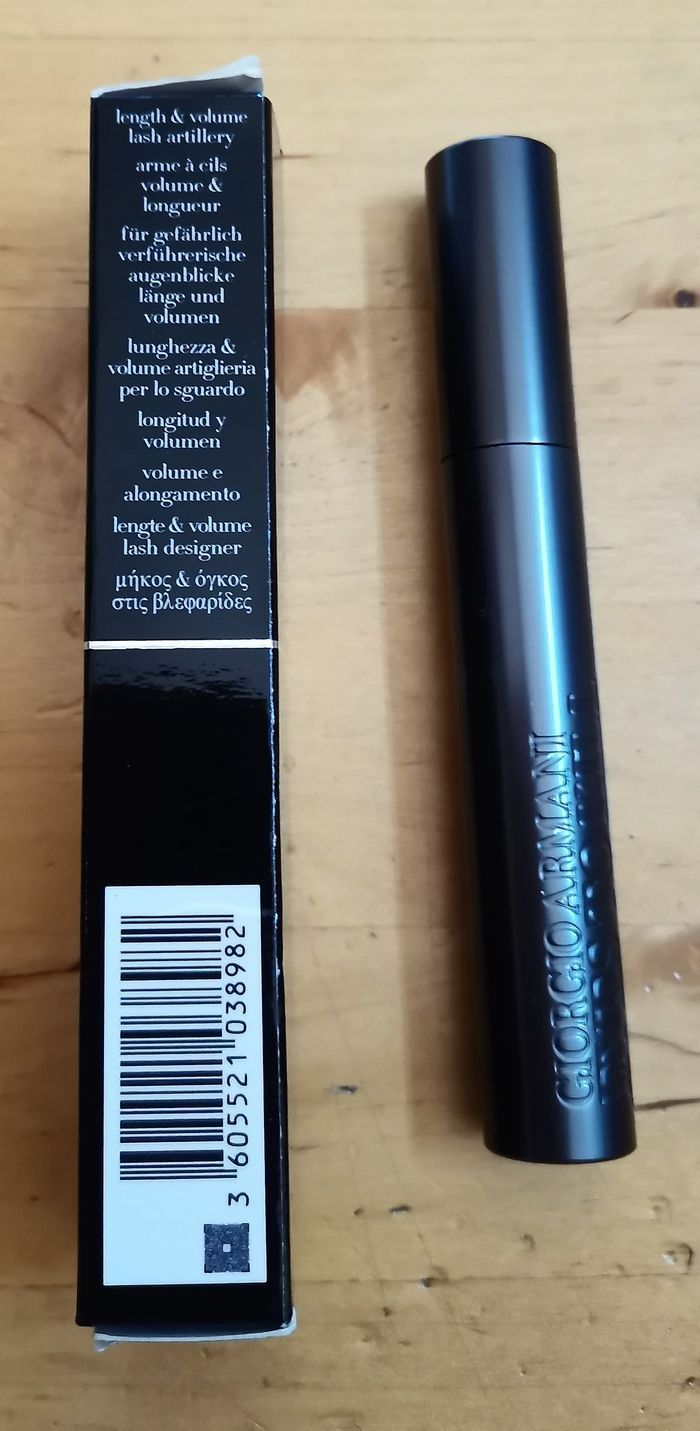 length & volume
lash artillery
arme à cils
volume &
longueur
für gefährlich
verführerische
augenblicke
länge und
volumen
lunghezza &
volume artiglieria
per lo sguardo
longitud y
volumen
volume e
alongamento
lengte & volume
lash designer
μήκος & όγκος
στις βλεφαρίδες
3 605521 038982
GIORGIO ARMANI